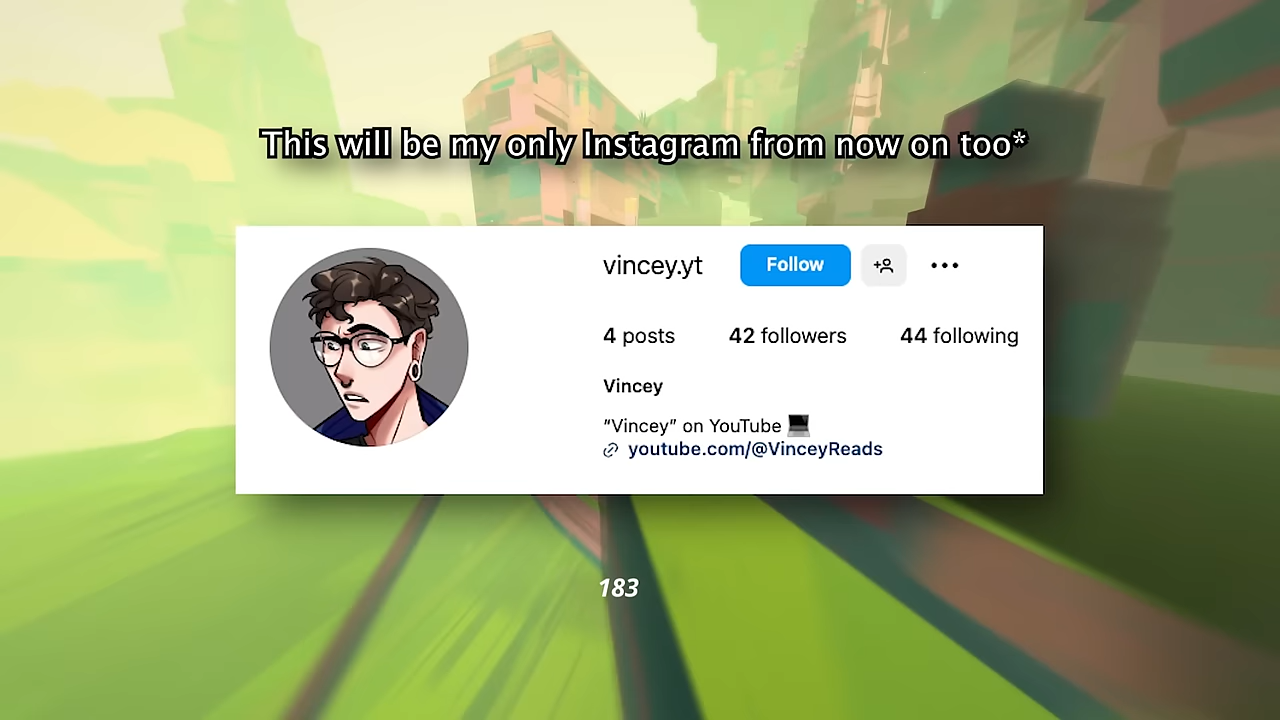 This will be my only Instagram from now on too*
vincey.yt Follow
4 posts 42 followers 44 following
Vincey
“Vincey” on YouTube 💻
youtube.com/@VinceyReads
183